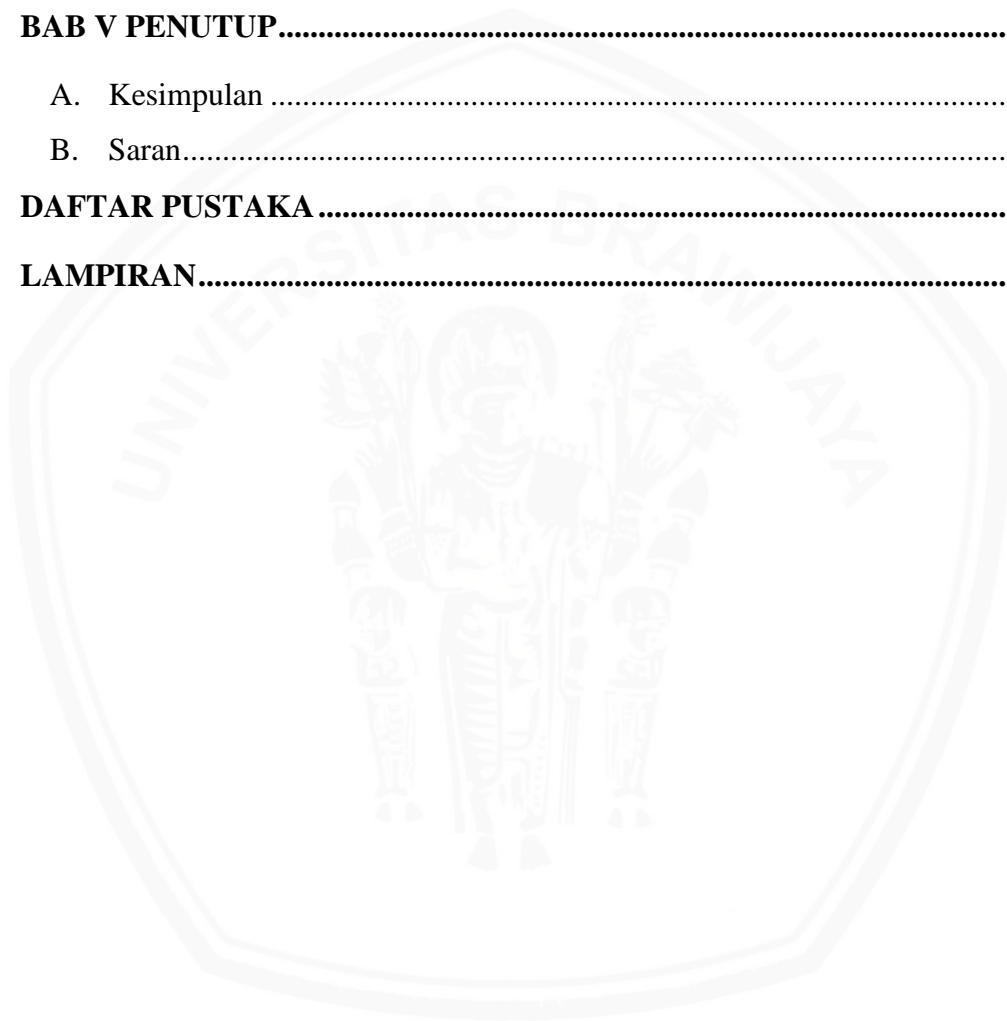 BAB V PENUTUP........................................................................................
A. Kesimpulan ............................................................................................
B. Saran.......................................................................................................
DAFTAR PUSTAKA...................................................................................
LAMPIRAN..................................................................................................
UNIVERSITAS BRAWIJAYA